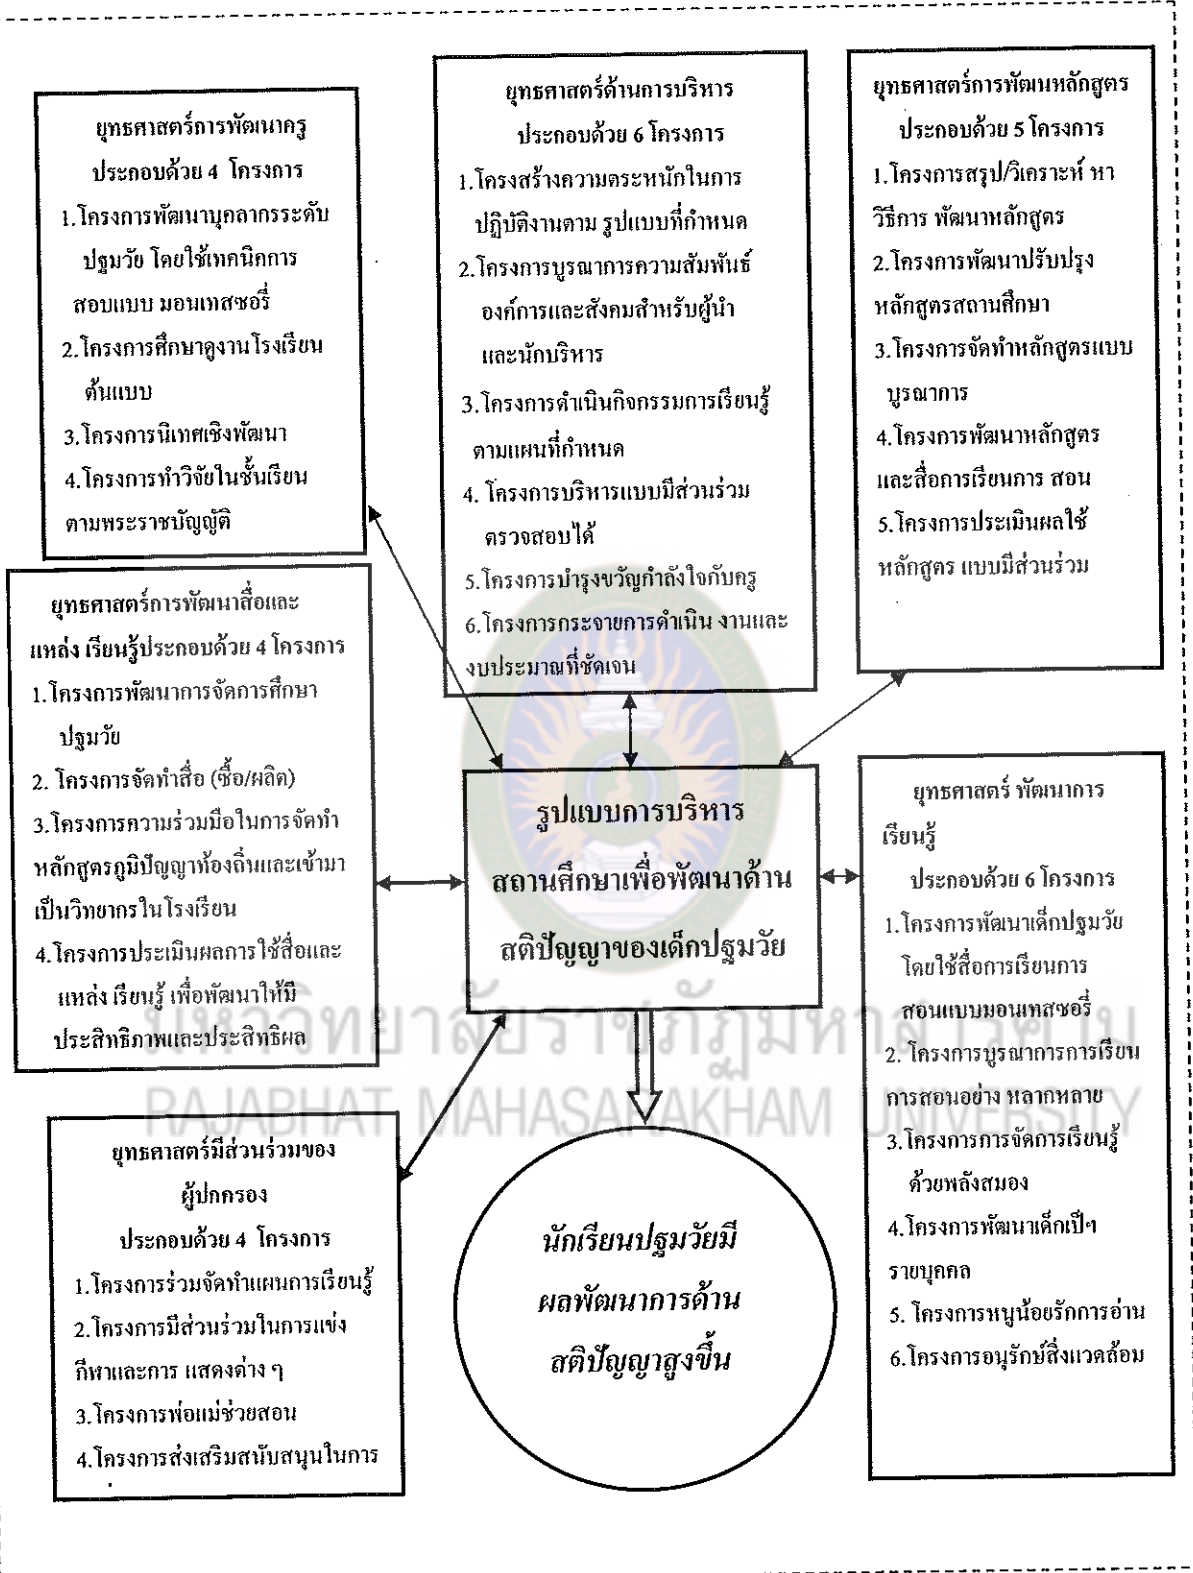 ยุทธศาสตร์การพัฒนาครู
ประกอบด้วย 4 โครงการ
1.โครงการพัฒนาบุคลากรระดับ
ปฐมวัย โดยใช้เทคนิคการ
สอบแบบ มอนเทสซอรี่
2.โครงการศึกษาดูงานโรงเรียน
ต้นแบบ
3.โครงการนิเทศเชิงพัฒนา
4.โครงการทำวิจัยในชั้นเรียน
ตามพระราชบัญญัติ
ยุทธศาสตร์ด้านการบริหาร
ประกอบด้วย 6 โครงการ
1.โครงสร้างความตระหนักในการ
ปฏิบัติงานตาม รูปแบบที่กำหนด
2.โครงการบูรณาการความสัมพันธ์
องค์การและสังคมสำหรับผู้นำ
และนักบริหาร
3.โครงการดำเนินกิจกรรมการเรียนรู้
ตามแผนที่กำหนด
4. โครงการบริหารแบบมีส่วนร่วม
ตรวจสอบได้
5.โครงการบำรุงขวัญกำลังใจกับครู
6.โครงการกระจายการดำเนิน งานและ
งบประมาณที่ชัดเจน
ยุทธศาสตร์การพัฒนหลักสูตร
ประกอบด้วย 5 โครงการ
1.โครงการสรุป/วิเคราะห์ หา
วิธีการ พัฒนาหลักสูตร
2.โครงการพัฒนาปรับปรุง
หลักสูตรสถานศึกษา
3.โครงการจัดทำหลักสูตรแบบ
บูรณาการ
4.โครงการพัฒนาหลักสูตร
และสื่อการเรียนการ สอน
5.โครงการประเมินผลใช้
หลักสูตร แบบมีส่วนร่วม
ยุทธศาสตร์การพัฒนาสื่อและ
แหล่ง เรียนรู้ประกอบด้วย 4 โครงการ
1.โครงการพัฒนาการจัดการศึกษา
ปฐมวัย
2. โครงการจัดทำสื่อ (ซื้อ/ผลิต)
3.โครงการความร่วมมือในการจัดทำ
หลักสูตรภูมิปัญญาท้องถิ่นและเข้ามา
เป็นวิทยากรในโรงเรียน
4.โครงการประเมินผลการใช้สื่อและ
แหล่ง เรียนรู้ เพื่อพัฒนาให้มี
ประสิทธิภาพและประสิทธิผล
รูปแบบการบริหาร
สถานศึกษาเพื่อพัฒนาด้าน
สติปัญญาของเด็กปฐมวัย
ยุทธศาสตร์ พัฒนาการ
เรียนรู้
ประกอบด้วย 6 โครงการ
1.โครงการพัฒนาเด็กปฐมวัย
โดยใช้สื่อการเรียนการ
สอนแบบมอนเทสซอรี่
2. โครงการบูรณาการการเรียน
การสอนอย่าง หลากหลาย
3.โครงการการจัดการเรียนรู้
ด้วยพลังสมอง
4.โครงการพัฒนาเด็กเป็ฯ
รายบุคคล
5. โครงการหนูน้อยรักการอ่าน
6.โครงการอนุรักษ์สิ่งแวดล้อม
มหาวิทยาลัยราชภัฏมหาสารคาม
RAJABHAT MAHASARAKHAM UNIVERSITY
ยุทธศาสตร์มีส่วนร่วมของ
ผู้ปกครอง
ประกอบด้วย 4 โครงการ
1.โครงการร่วมจัดทำแผนการเรียนรู้
2.โครงการมีส่วนร่วมในการแข่ง
กีฬาและการ แสดงต่าง ๆ
3.โครงการพ่อแม่ช่วยสอน
4.โครงการส่งเสริมสนับสนุนในการ
นักเรียนปฐมวัยมี
ผลพัฒนาการด้าน
สติปัญญาสูงขึ้น